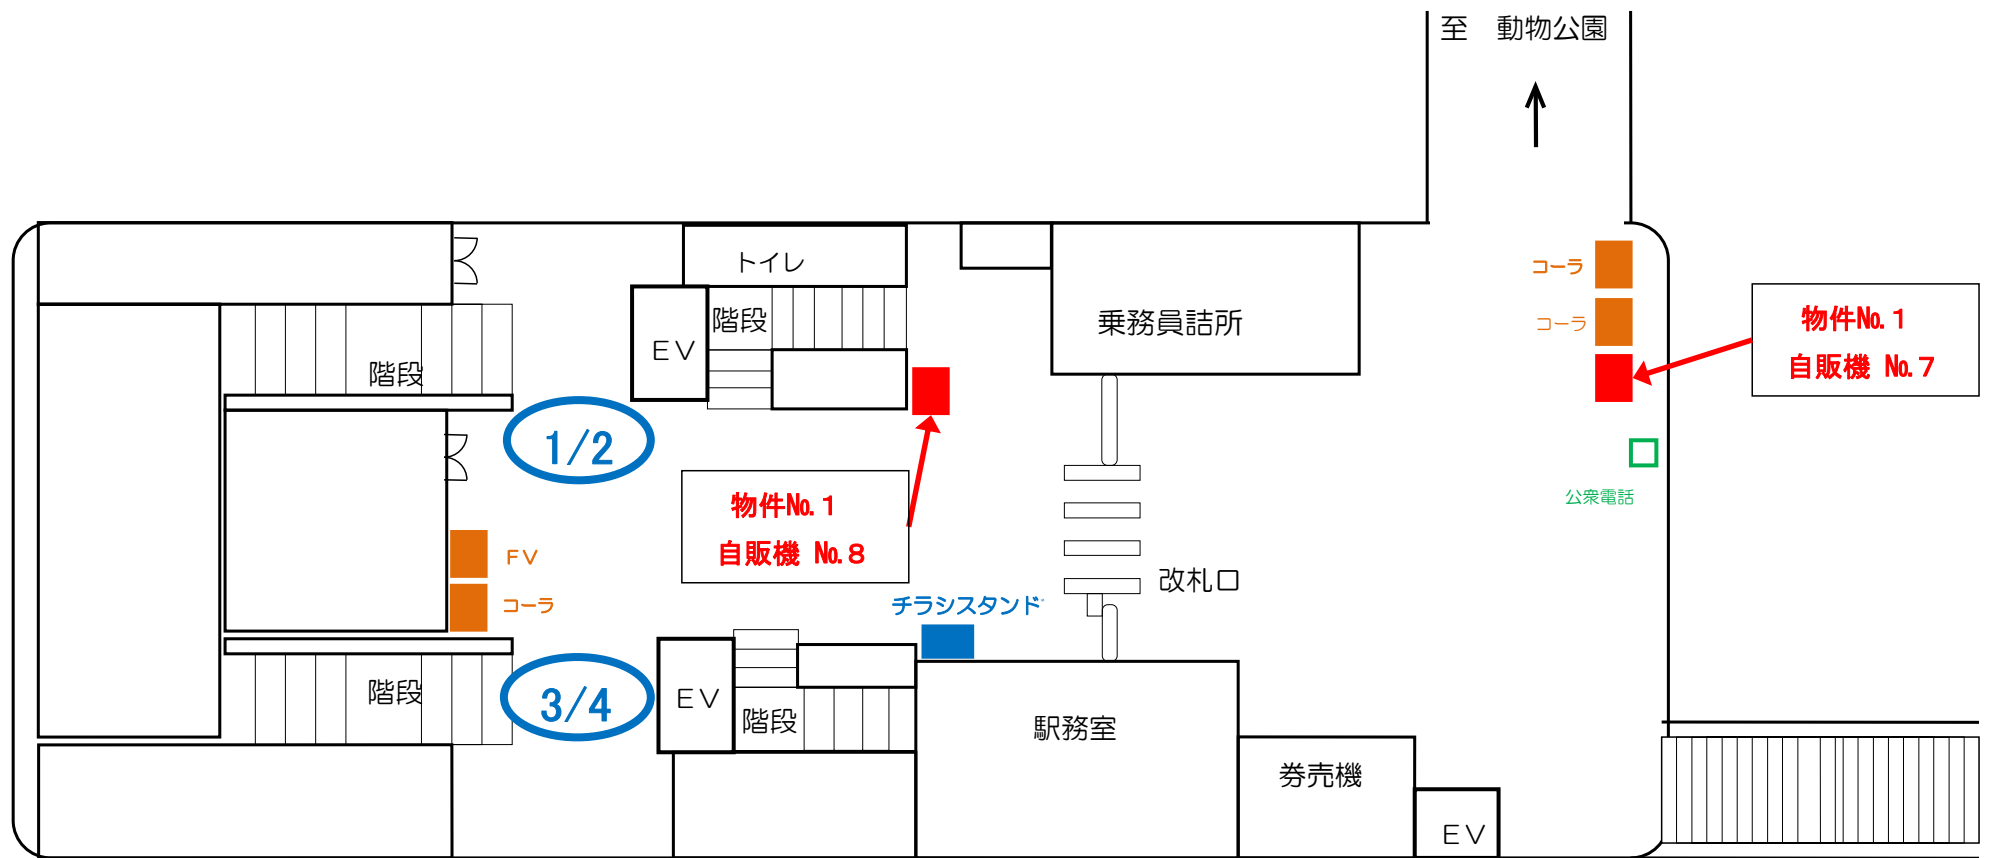 至　動物公園
トイレ
階段
EV
乗務員詰所
コーラ
コーラ
物件№.1
自販機 №.7
階段
1/2
物件№.1
自販機 №.8
公衆電話
FV
コーラ
チラシスタンド
改札口
階段
3/4
EV
階段
駅務室
券売機
EV